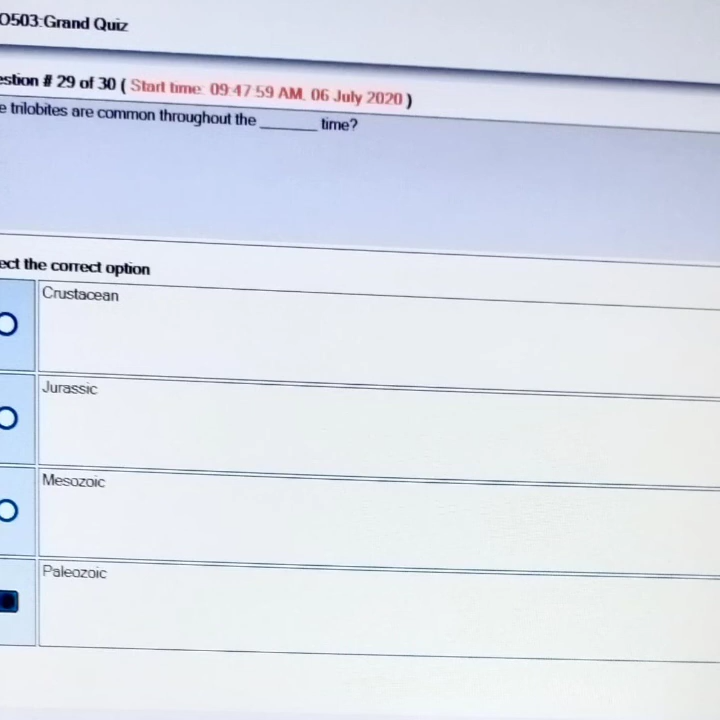 O503:Grand Quiz
estion # 29 of 30 ( Start time: 09:47:59 AM, 06 July 2020 )
e trilobites are common throughout the _______ time?
ect the correct option
Crustacean
Jurassic
Mesozoic
Paleozoic